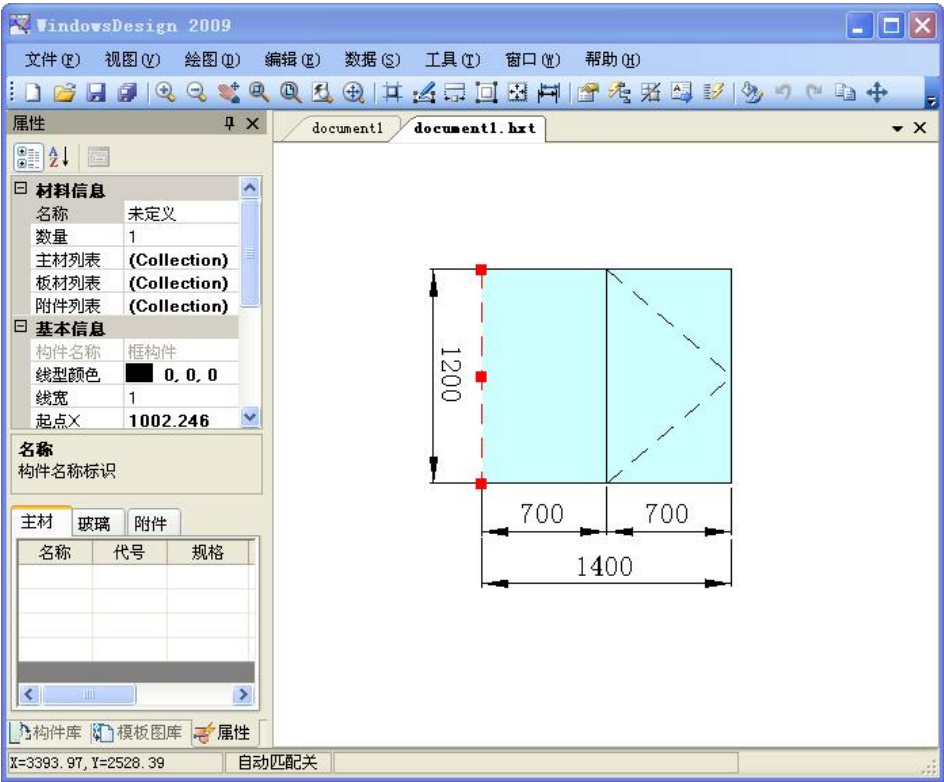 WindowsDesign 2009
文件(F) 视图(V) 绘图(D) 编辑(E) 数据(S) 工具(T) 窗口(W) 帮助(H)
属性
document1 document1.hxt
材料信息
名称 未定义
数量 1
主材列表 (Collection)
板材列表 (Collection)
附件列表 (Collection)
基本信息
构件名称 框构件
线型颜色 0, 0, 0
线宽 1
起点X 1002.246
名称
构件名称标识
主材 玻璃 附件
名称 代号 规格
1200
700 700
1400
构件库 模板图库 属性
X=3393.97,Y=2528.39 自动匹配关